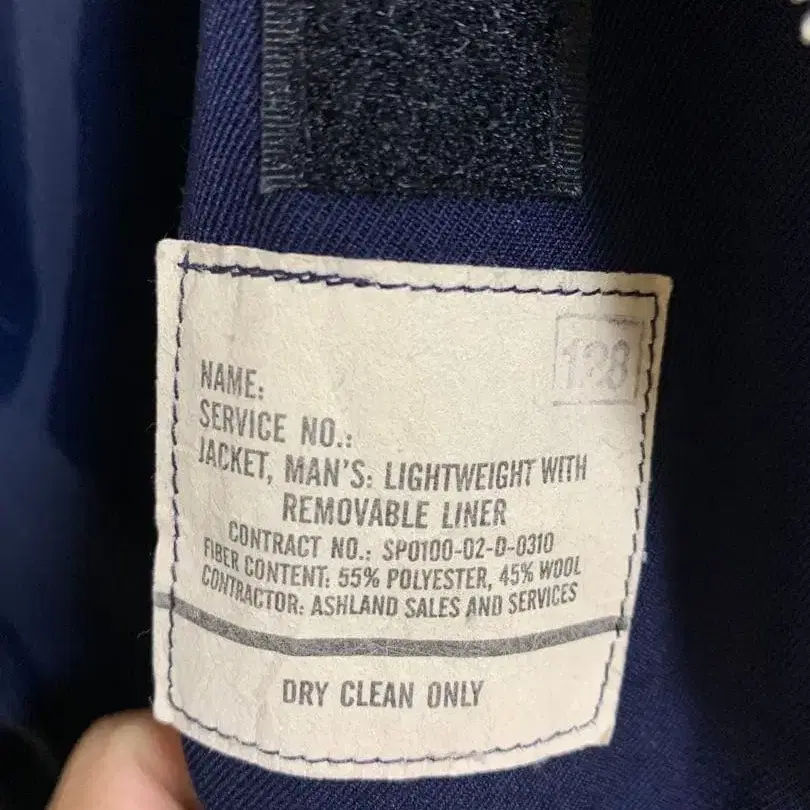 128
NAME:
SERVICE NO.:
JACKET, MAN'S: LIGHTWEIGHT WITH
REMOVABLE LINER
CONTRACT NO.: SPO100-02-D-0310
FIBER CONTENT: 55% POLYESTER, 45% WOOL
CONTRACTOR: ASHLAND SALES AND SERVICES
DRY CLEAN ONLY